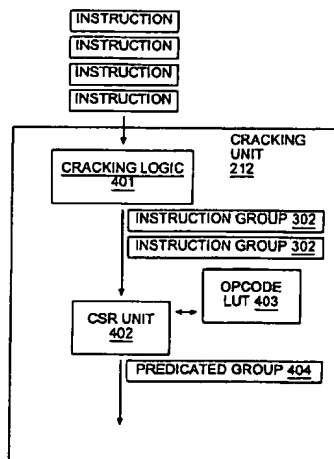 INSTRUCTION
INSTRUCTION
INSTRUCTION
INSTRUCTION
CRACKING
UNIT
212
CRACKING LOGIC
401
INSTRUCTION GROUP 302
INSTRUCTION GROUP 302
CSR UNIT
402
OPCODE
LUT 403
PREDICATED GROUP 404